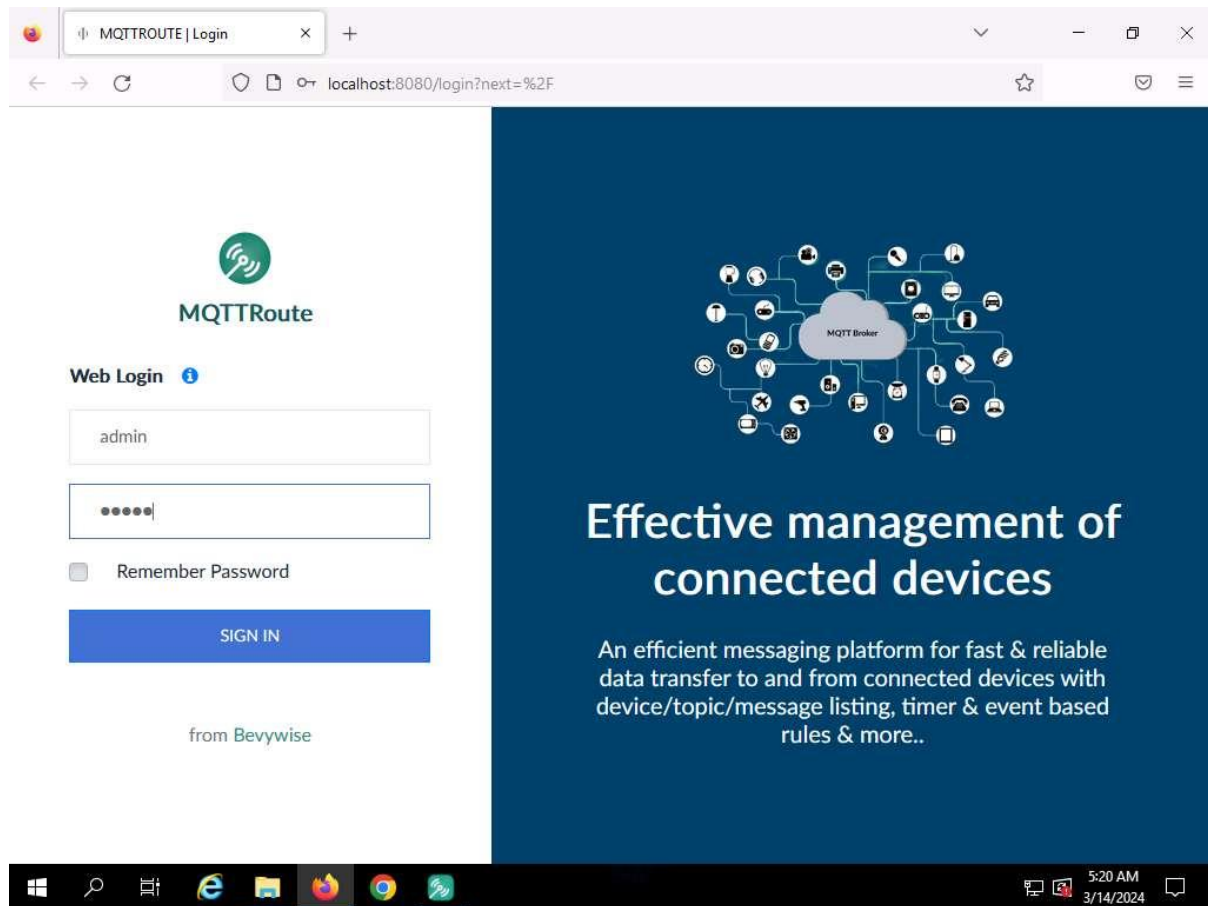 MQTTROUTE | Login
localhost:8080/login?next=%2F
MQTTRoute
Web Login
admin
Remember Password
SIGN IN
from Bevywise
MQTT Broker
Effective management of
connected devices
An efficient messaging platform for fast & reliable
data transfer to and from connected devices with
device/topic/message listing, timer & event based
rules & more..
5:20 AM
3/14/2024